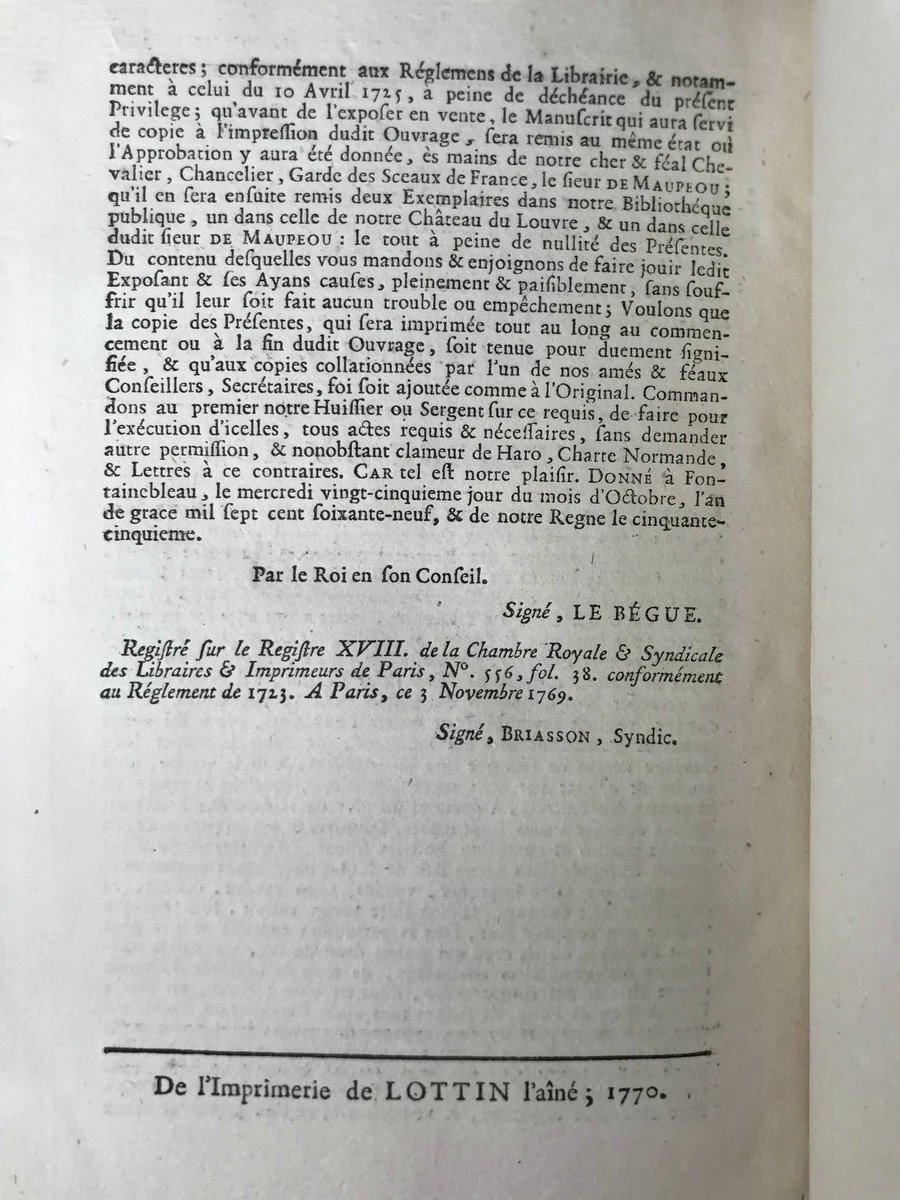 caracteres; conformément aux Réglemens de la Librairie, & notam-
ment à celui du 10 Avril 1725, à peine de déchéance du préſent
Privilege; qu'avant de l'expoſer en vente, le Manuſcrit qui aura ſervi
de copie à l'impreſſion dudit Ouvrage, ſera remis au même état où
l'Approbation y aura été donnée, ès mains de notre cher & féal Che-
valier, Chancelier, Garde des Sceaux de France, le ſieur DE MAUPEOU;
qu'il en ſera enſuite remis deux Exemplaires dans notre Bibliothéque
publique, un dans celle de notre Château du Louvre, & un dans celle
dudit ſieur DE MAUPEOU: le tout à peine de nullité des Préſentes.
Du contenu deſquelles vous mandons & enjoignons de faire jouir ledit
Expoſant & ſes Ayans cauſes, pleinement & paiſiblement, ſans ſouf-
frir qu'il leur ſoit fait aucun trouble ou empêchement; Voulons que
la copie des Préſentes, qui ſera imprimée tout au long au commen-
cement ou à la fin dudit Ouvrage, ſoit tenue pour duement ſigni-
fiée, & qu'aux copies collationnées par l'un de nos amés & féaux
Conſeillers, Secrétaires, foi ſoit ajoutée comme à l'Original. Comman-
dons au premier notre Huiſſier ou Sergent ſur ce requis, de faire pour
l'exécution d'icelles, tous actes requis & néceſſaires, ſans demander
autre permiſſion, & nonobſtant clameur de Haro, Charte Normande,
& Lettres à ce contraires. CAR tel eſt notre plaiſir. DONNÉ à Fon-
tainebleau, le mercredi vingt-cinquieme jour du mois d'Octobre, l'an
de grace mil ſept cent ſoixante-neuf, & de notre Regne le cinquante-
cinquieme.
Par le Roi en ſon Conſeil.
Signé, LE BÉGUE.
Regiſtré ſur le Regiſtre XVIII. de la Chambre Royale & Syndicale
des Libraires & Imprimeurs de Paris, N°. 556, fol. 38. conformément
au Réglement de 1723. A Paris, ce 3 Novembre 1769.
Signé, BRIASSON, Syndic.
De l'Imprimerie de LOTTIN l'aîné; 1770.